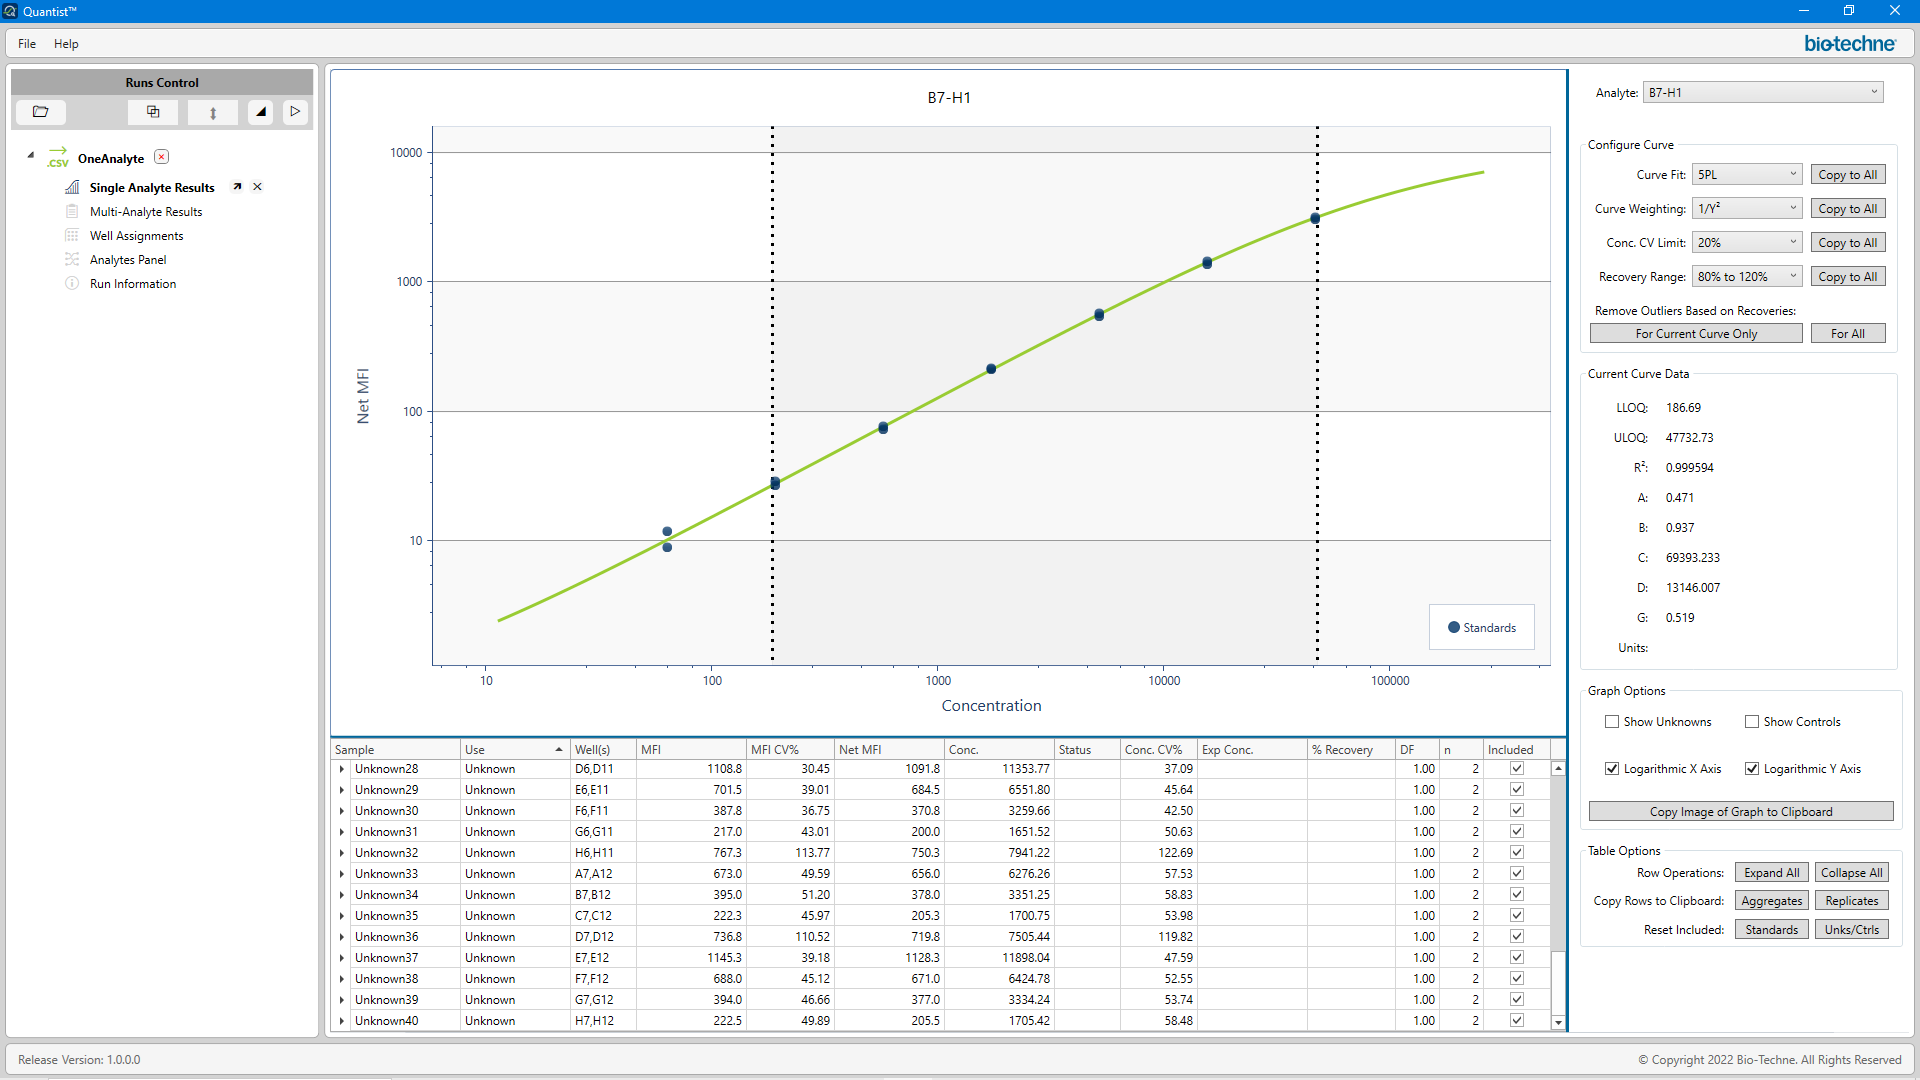 Quantist™
File Help
bio-techne
Runs Control
.CSV OneAnalyte
Single Analyte Results
Multi-Analyte Results
Well Assignments
Analytes Panel
Run Information
B7-H1
10000
1000
100
10
Net MFI
10 100 1000 10000 100000
Concentration
Standards
Sample Use Well(s) MFI MFI CV% Net MFI Conc. Status Conc. CV% Exp Conc. % Recovery DF n Included
Unknown28 Unknown D6,D11 1108.8 30.45 1091.8 11353.77 37.09 1.00 2
Unknown29 Unknown E6,E11 701.5 39.01 684.5 6551.80 45.64 1.00 2
Unknown30 Unknown F6,F11 387.8 36.75 370.8 3259.66 42.50 1.00 2
Unknown31 Unknown G6,G11 217.0 43.01 200.0 1651.52 50.63 1.00 2
Unknown32 Unknown H6,H11 767.3 113.77 750.3 7941.22 122.69 1.00 2
Unknown33 Unknown A7,A12 673.0 49.59 656.0 6276.26 57.53 1.00 2
Unknown34 Unknown B7,B12 395.0 51.20 378.0 3351.25 58.83 1.00 2
Unknown35 Unknown C7,C12 222.3 45.97 205.3 1700.75 53.98 1.00 2
Unknown36 Unknown D7,D12 736.8 110.52 719.8 7505.44 119.82 1.00 2
Unknown37 Unknown E7,E12 1145.3 39.18 1128.3 11898.04 47.59 1.00 2
Unknown38 Unknown F7,F12 688.0 45.12 671.0 6424.78 52.55 1.00 2
Unknown39 Unknown G7,G12 394.0 46.66 377.0 3334.24 53.74 1.00 2
Unknown40 Unknown H7,H12 222.5 49.89 205.5 1705.42 58.48 1.00 2
Analyte: B7-H1
Configure Curve
Curve Fit: 5PL Copy to All
Curve Weighting: 1/Y² Copy to All
Conc. CV Limit: 20% Copy to All
Recovery Range: 80% to 120% Copy to All
Remove Outliers Based on Recoveries:
For Current Curve Only For All
Current Curve Data
LLOQ: 186.69
ULOQ: 47732.73
R²: 0.999594
A: 0.471
B: 0.937
C: 69393.233
D: 13146.007
G: 0.519
Units:
Graph Options
Show Unknowns Show Controls
Logarithmic X Axis Logarithmic Y Axis
Copy Image of Graph to Clipboard
Table Options
Row Operations: Expand All Collapse All
Copy Rows to Clipboard: Aggregates Replicates
Reset Included: Standards Unks/Ctrls
Release Version: 1.0.0.0
© Copyright 2022 Bio-Techne. All Rights Reserved